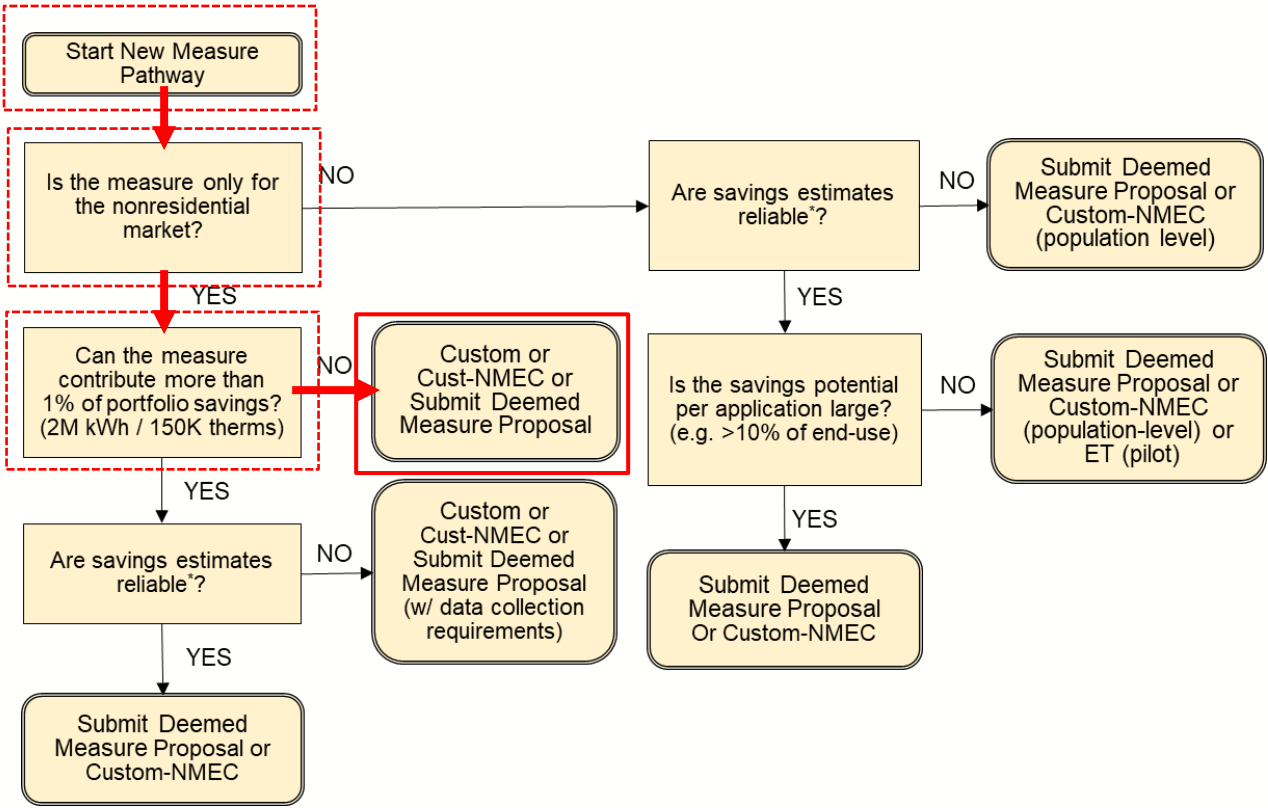 Start New Measure
Pathway
Is the measure only for
the nonresidential
market?
NO
YES
Are savings estimates
reliable*?
NO
Submit Deemed
Measure Proposal or
Custom-NMEC
(population level)
YES
Can the measure
contribute more than
1% of portfolio savings?
(2M kWh / 150K therms)
NO
Custom or
Cust-NMEC or
Submit Deemed
Measure Proposal
YES
Is the savings potential
per application large?
(e.g. >10% of end-use)
NO
Submit Deemed
Measure Proposal or
Custom-NMEC
(population-level) or
ET (pilot)
YES
Are savings estimates
reliable*?
NO
Custom or
Cust-NMEC or
Submit Deemed
Measure Proposal
(w/ data collection
requirements)
Submit Deemed
Measure Proposal
Or Custom-NMEC
YES
Submit Deemed
Measure Proposal or
Custom-NMEC